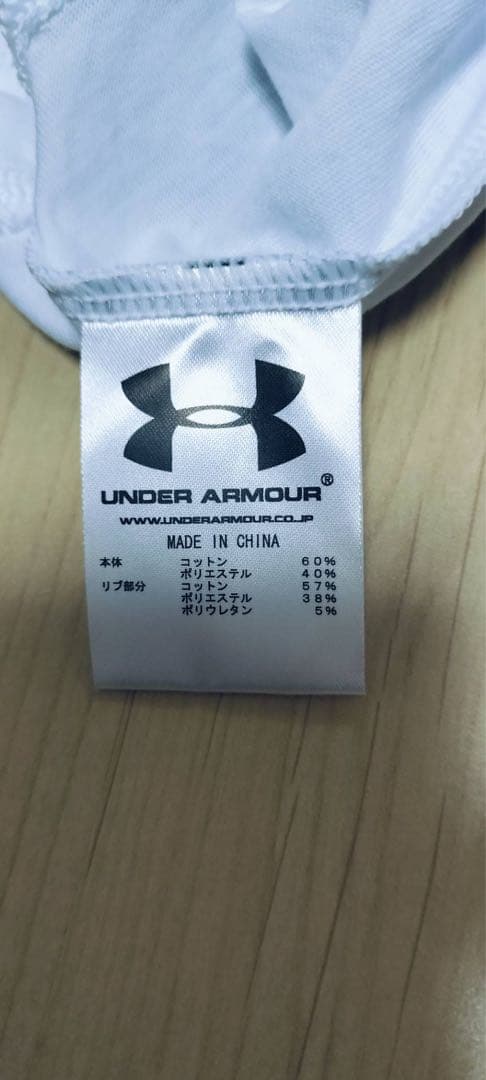 UNDER ARMOUR®
WWW.UNDERARMOUR.CO.JP
MADE IN CHINA
本体 コットン 60%
ポリエステル 40%
リブ部分 コットン 57%
ポリエステル 38%
ポリウレタン 5%